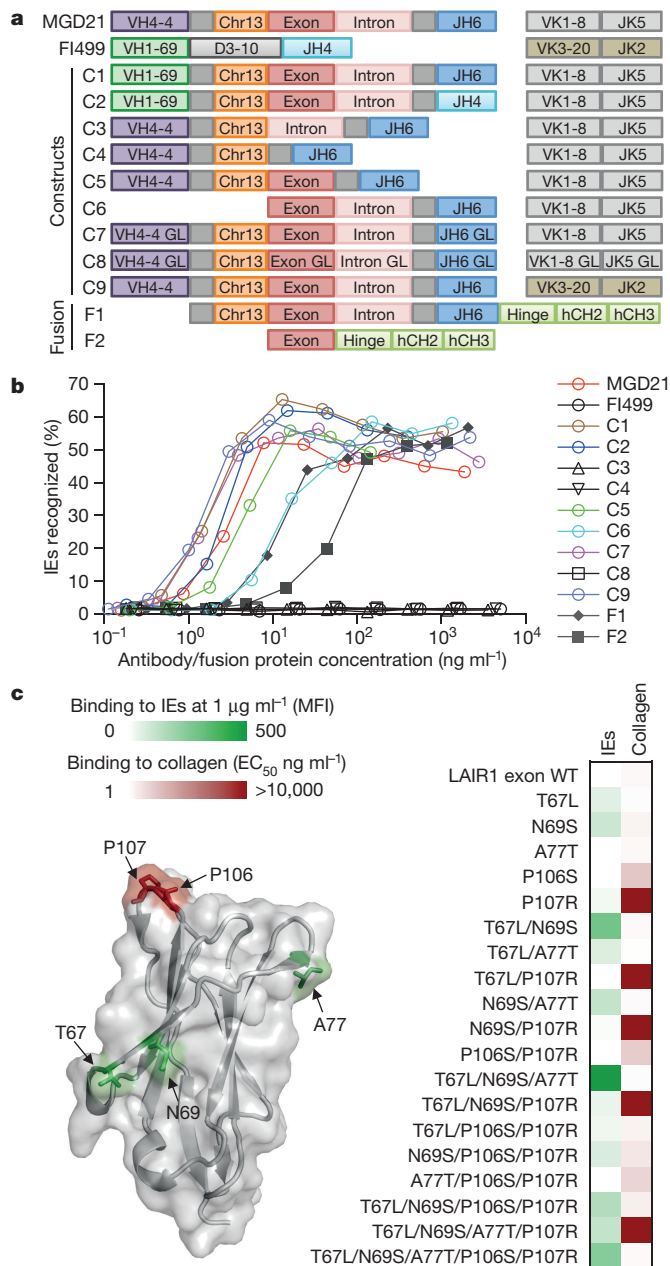 a
MGD21 VH4-4 Chr13 Exon Intron JH6 VK1-8 JK5
FI499 VH1-69 D3-10 JH4 VK3-20 JK2
Constructs
C1 VH1-69 Chr13 Exon Intron JH6 VK1-8 JK5
C2 VH1-69 Chr13 Exon Intron JH4 VK1-8 JK5
C3 VH4-4 Chr13 Intron JH6 VK1-8 JK5
C4 VH4-4 Chr13 JH6 VK1-8 JK5
C5 VH4-4 Chr13 Exon JH6 VK1-8 JK5
C6 Exon Intron JH6 VK1-8 JK5
C7 VH4-4 GL Chr13 Exon Intron JH6 GL VK1-8 JK5
C8 VH4-4 GL Chr13 Exon GL Intron GL JH6 GL VK1-8 GL JK5 GL
C9 VH4-4 Chr13 Exon Intron JH6 VK3-20 JK2
Fusion
F1 Chr13 Exon Intron JH6 Hinge hCH2 hCH3
F2 Exon Hinge hCH2 hCH3
b
IEs recognized (%)
70
60
50
40
30
20
10
0
10⁻¹ 10⁰ 10¹ 10² 10³ 10⁴
Antibody/fusion protein concentration (ng ml⁻¹)
MGD21
FI499
C1
C2
C3
C4
C5
C6
C7
C8
C9
F1
F2
c
Binding to IEs at 1 μg ml⁻¹ (MFI)
0 500
Binding to collagen (EC₅₀ ng ml⁻¹)
1 >10,000
P107
P106
A77
T67
N69
IEs
Collagen
LAIR1 exon WT
T67L
N69S
A77T
P106S
P107R
T67L/N69S
T67L/A77T
T67L/P107R
N69S/A77T
N69S/P107R
P106S/P107R
T67L/N69S/A77T
T67L/N69S/P107R
T67L/P106S/P107R
N69S/P106S/P107R
A77T/P106S/P107R
T67L/N69S/P106S/P107R
T67L/N69S/A77T/P107R
T67L/N69S/A77T/P106S/P107R